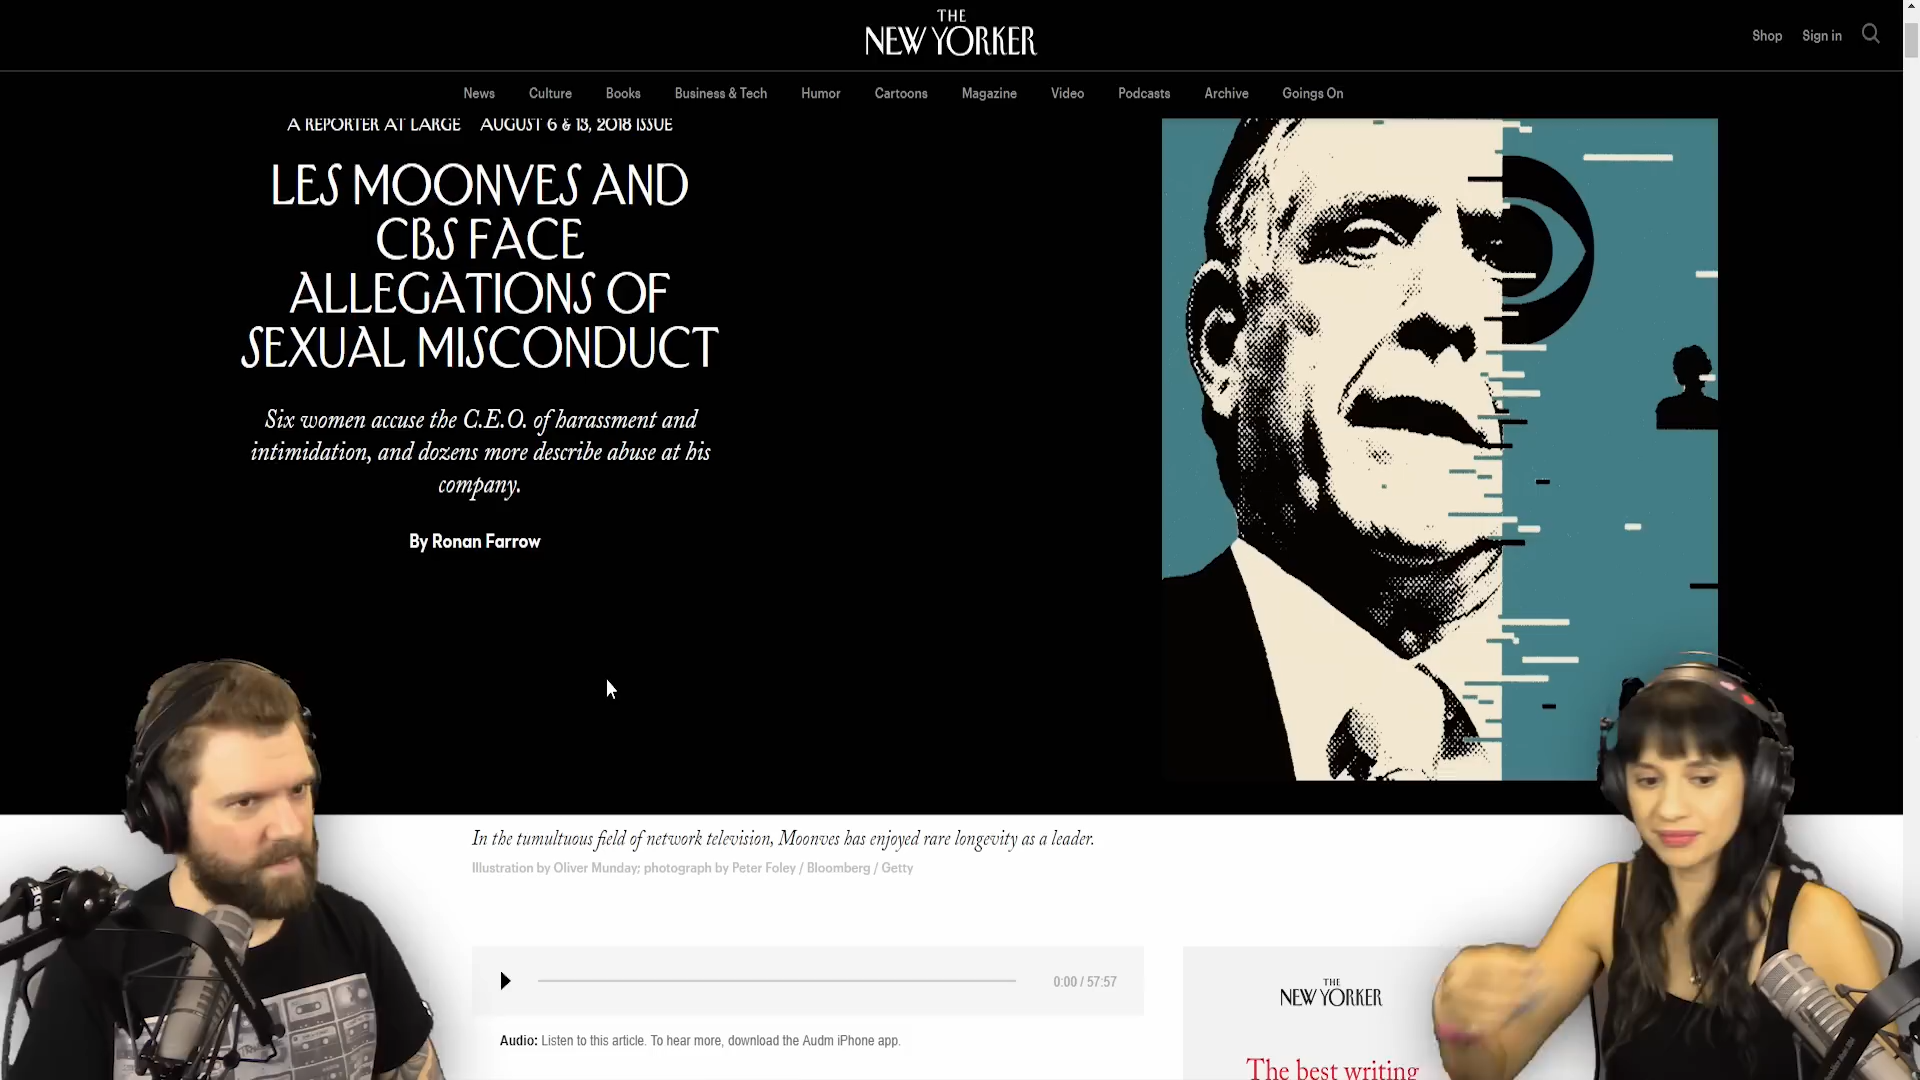 THE
NEW YORKER
Shop
Sign in
News
Culture
Books
Business & Tech
Humor
Cartoons
Magazine
Video
Podcasts
Archive
Goings On
A REPORTER AT LARGE
AUGUST 6 & 13, 2018 ISSUE
LES MOONVES AND
CBS FACE
ALLEGATIONS OF
SEXUAL MISCONDUCT
Six women accuse the C.E.O. of harassment and
intimidation, and dozens more describe abuse at his
company.
By Ronan Farrow
In the tumultuous field of network television, Moonves has enjoyed rare longevity as a leader.
Illustration by Oliver Munday; photograph by Peter Foley / Bloomberg / Getty
0:00 / 57:57
Audio: Listen to this article. To hear more, download the Audm iPhone app.
THE
NEW YORKER
The best writing